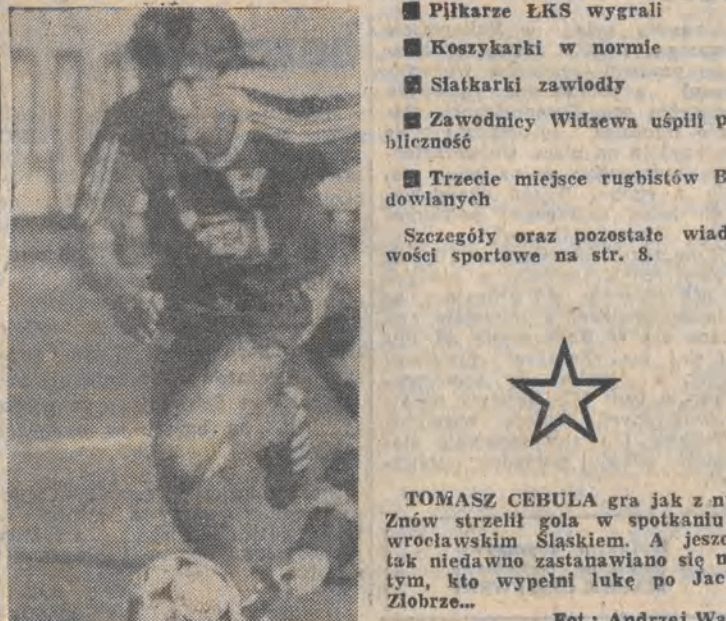 ■ Piłkarze ŁKS wygrali
■ Koszykarki w normie
■ Siatkarki zawiodły
■ Zawodnicy Widzewa uśpili p
bliczność
■ Trzecie miejsce rugbistów B
dowlanych
Szczegóły oraz pozostałe wiad
wości sportowe na str. 8.
TOMASZ CEBULA gra jak z n
Znów strzelił gola w spotkaniu
wrocławskim Śląskiem. A jeszc
tak niedawno zastanawiano się n
tym, kto wypełni lukę po Jac
Ziobrze...
Fot.: Andrzej Wa